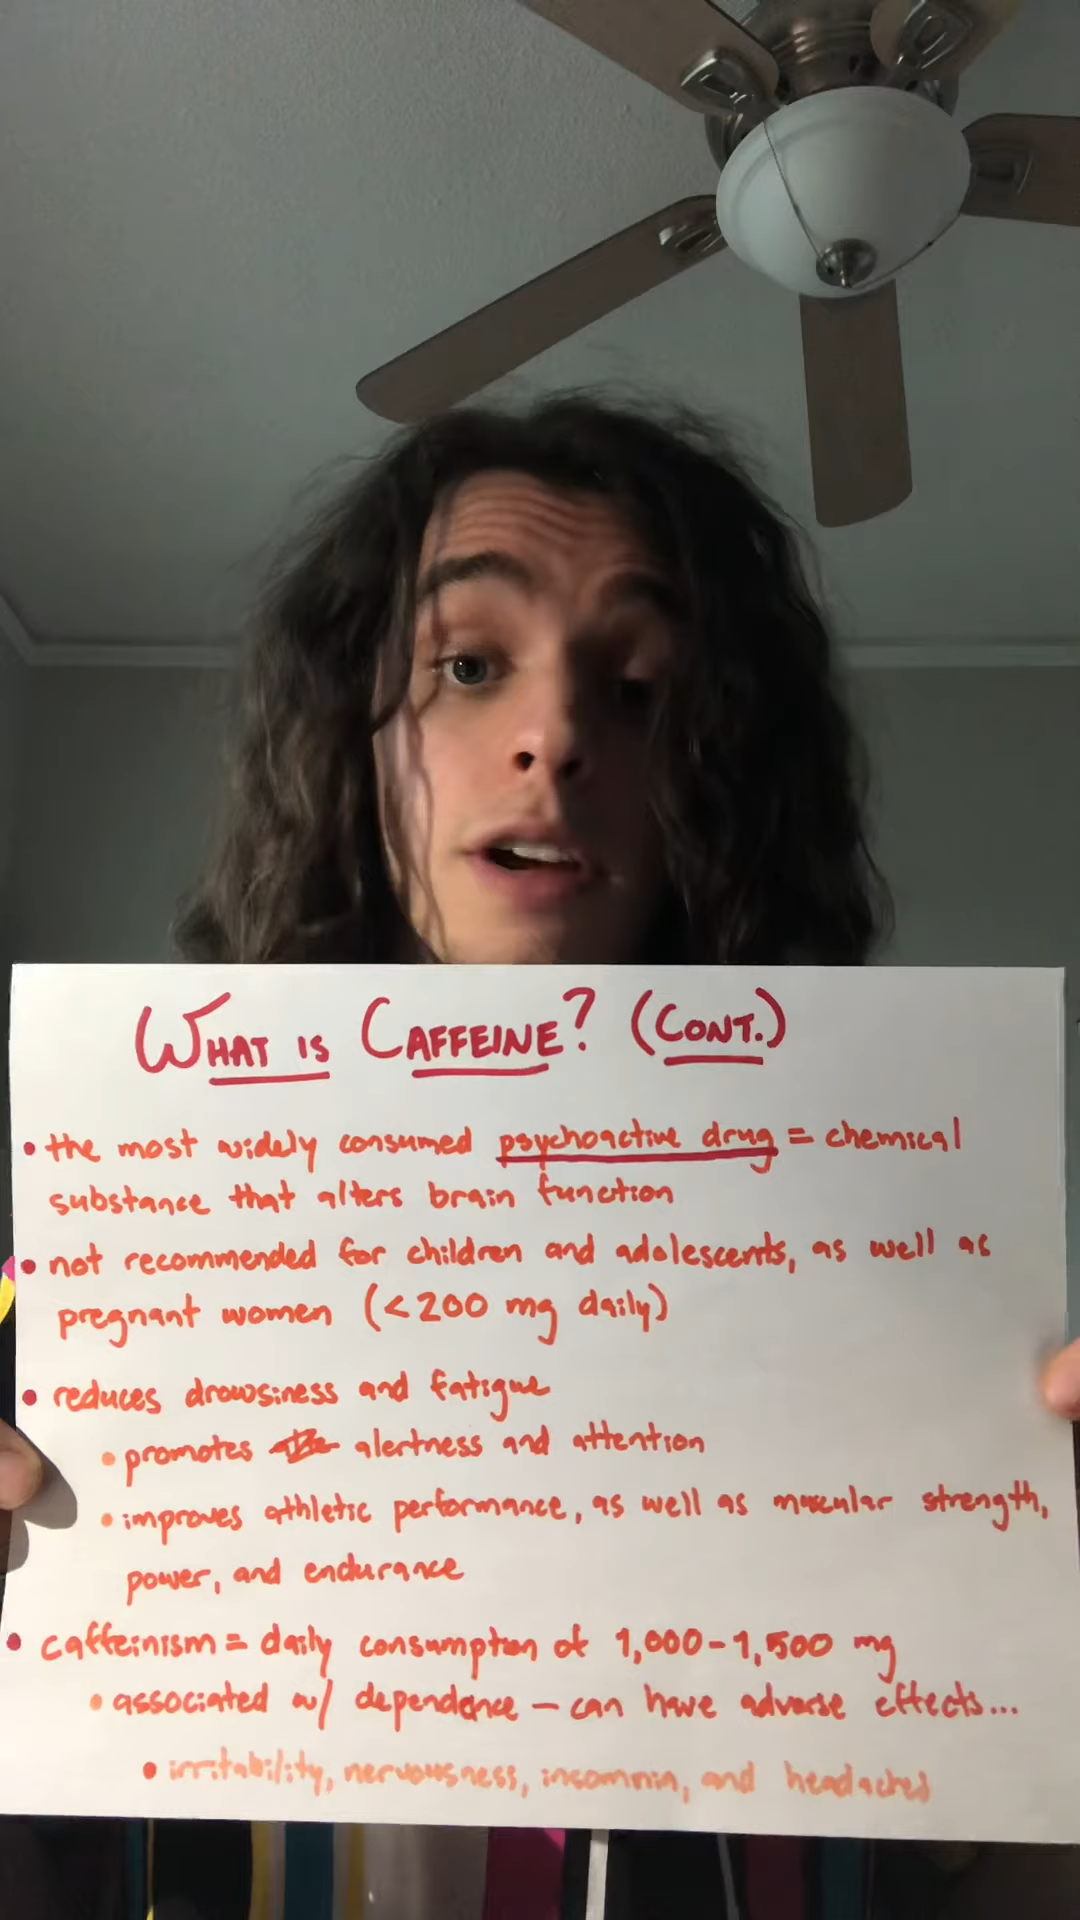 WHAT IS CAFFEINE? (CONT.)
• the most widely consumed psychoactive drug = chemical
substance that alters brain function
• not recommended for children and adolescents, as well as
pregnant women (<200 mg daily)
• reduces drowsiness and fatigue
• promotes alertness and attention
• improves athletic performance, as well as muscular strength,
power, and endurance
• caffeinism = daily consumption of 1,000-1,500 mg
• associated w/ dependence - can have adverse effects...
• irritability, nervousness, insomnia, and headaches